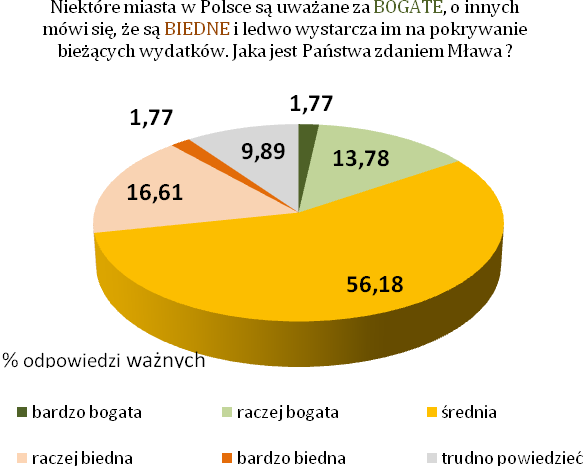 Niektóre miasta w Polsce są uważane za BOGATE, o innych
mówi się, że są BIEDNE i ledwo wystarcza im na pokrywanie
bieżących wydatków. Jaka jest Państwa zdaniem Mława ?
1,77
1,77
9,89
13,78
16,61
56,18
% odpowiedzi ważnych
bardzo bogata
raczej bogata
średnia
raczej biedna
bardzo biedna
trudno powiedzieć